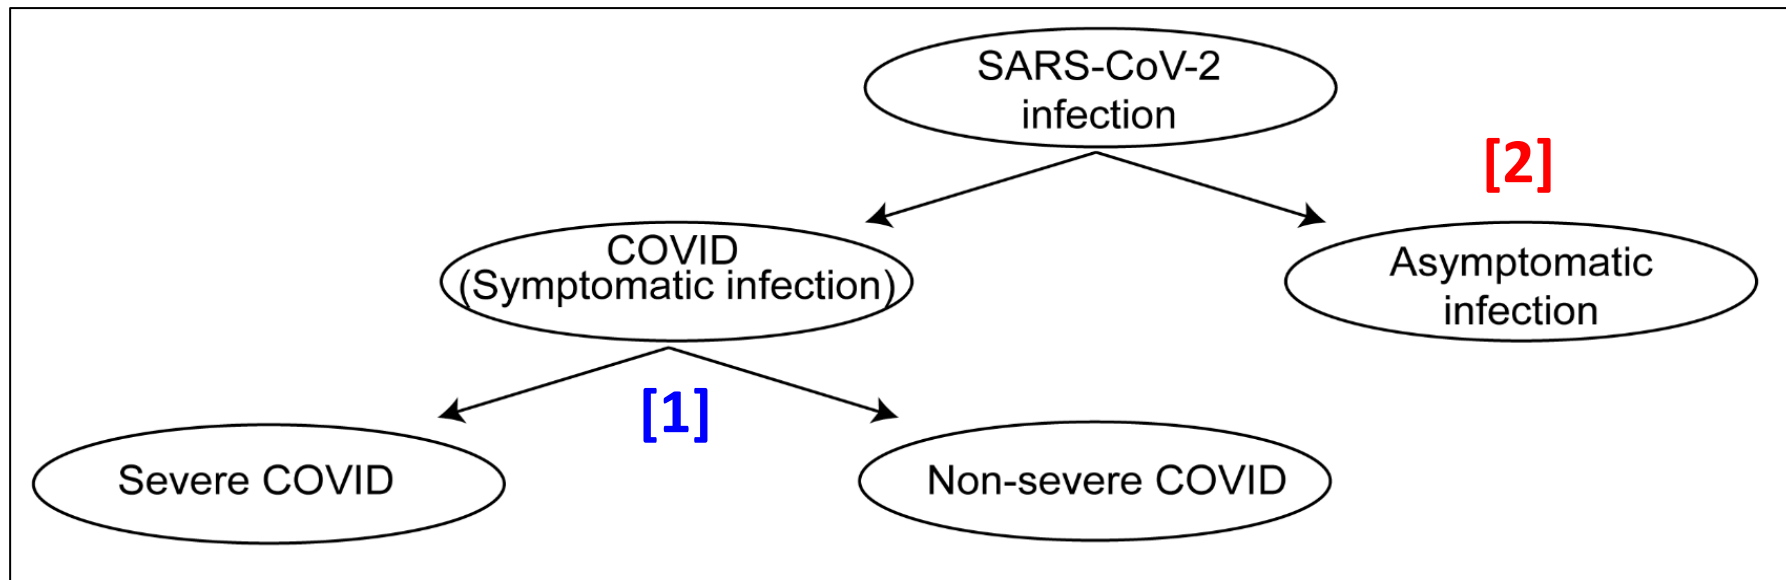 SARS-CoV-2
infection
[2]
COVID
(Symptomatic infection)
Asymptomatic
infection
[1]
Severe COVID
Non-severe COVID